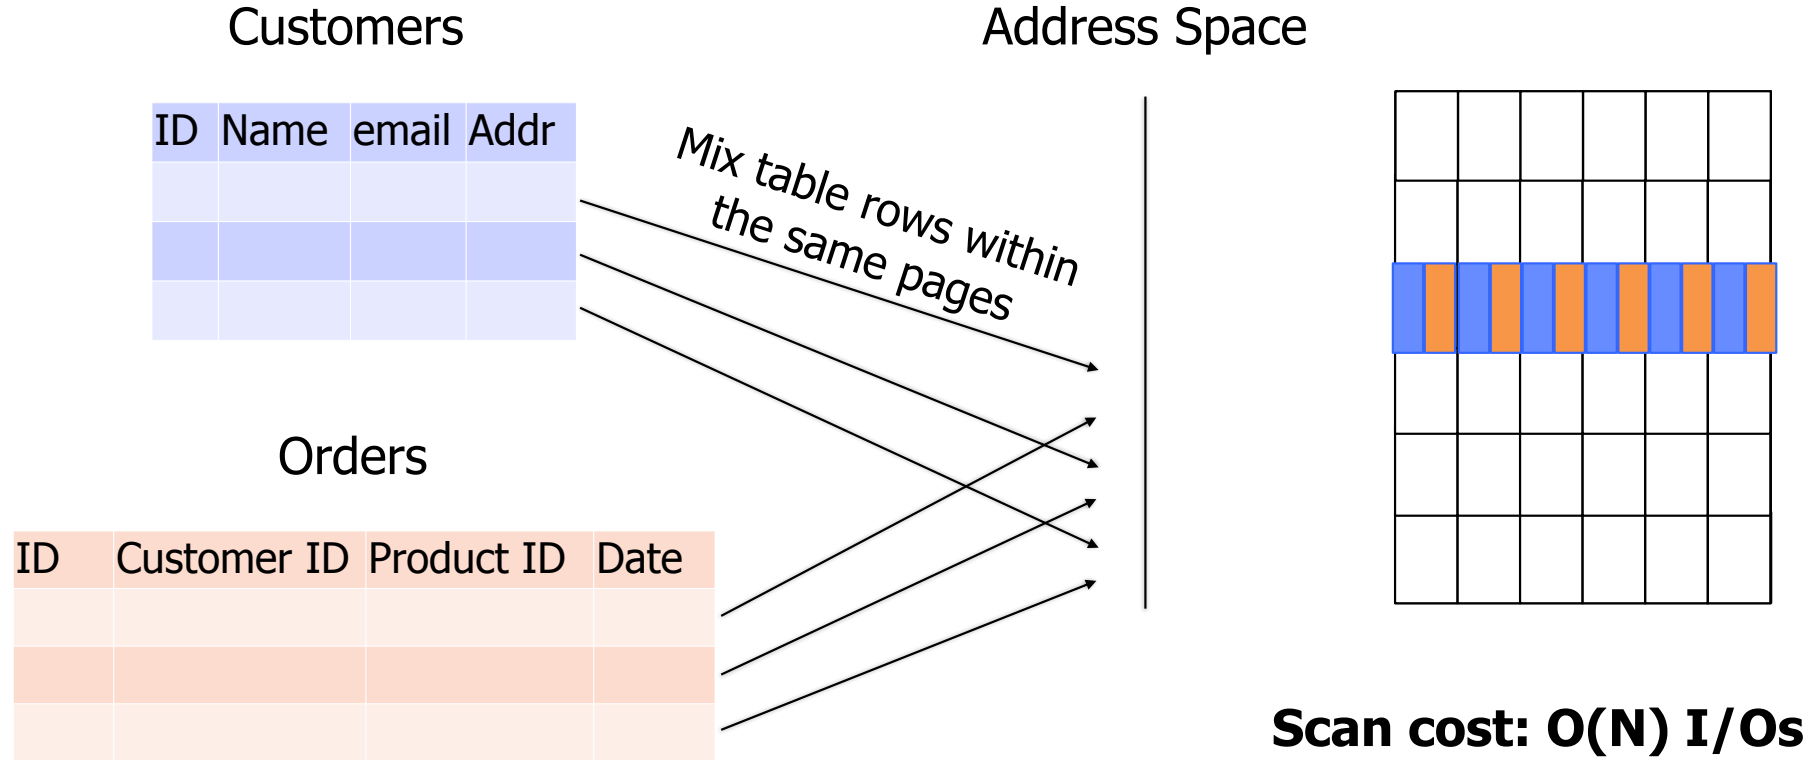 Customers
Address Space
ID Name email Addr
Mix table rows within
the same pages
Orders
ID Customer ID Product ID Date
Scan cost: O(N) I/Os